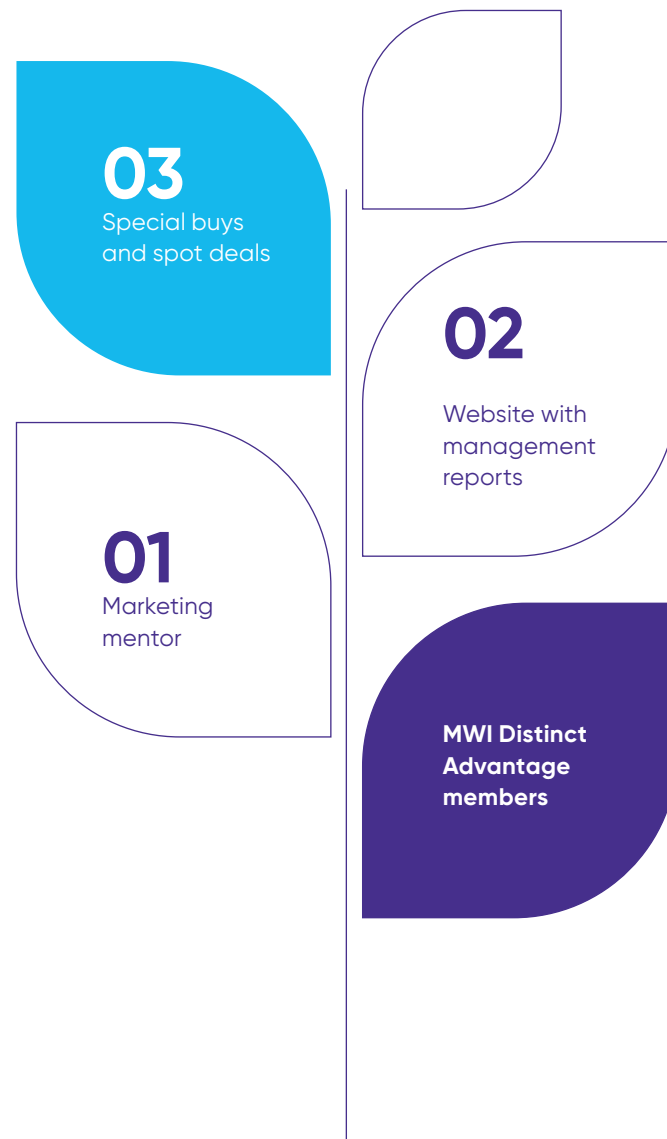 03
Special buys
and spot deals
02
Website with
management
reports
01
Marketing
mentor
MWI Distinct
Advantage
members